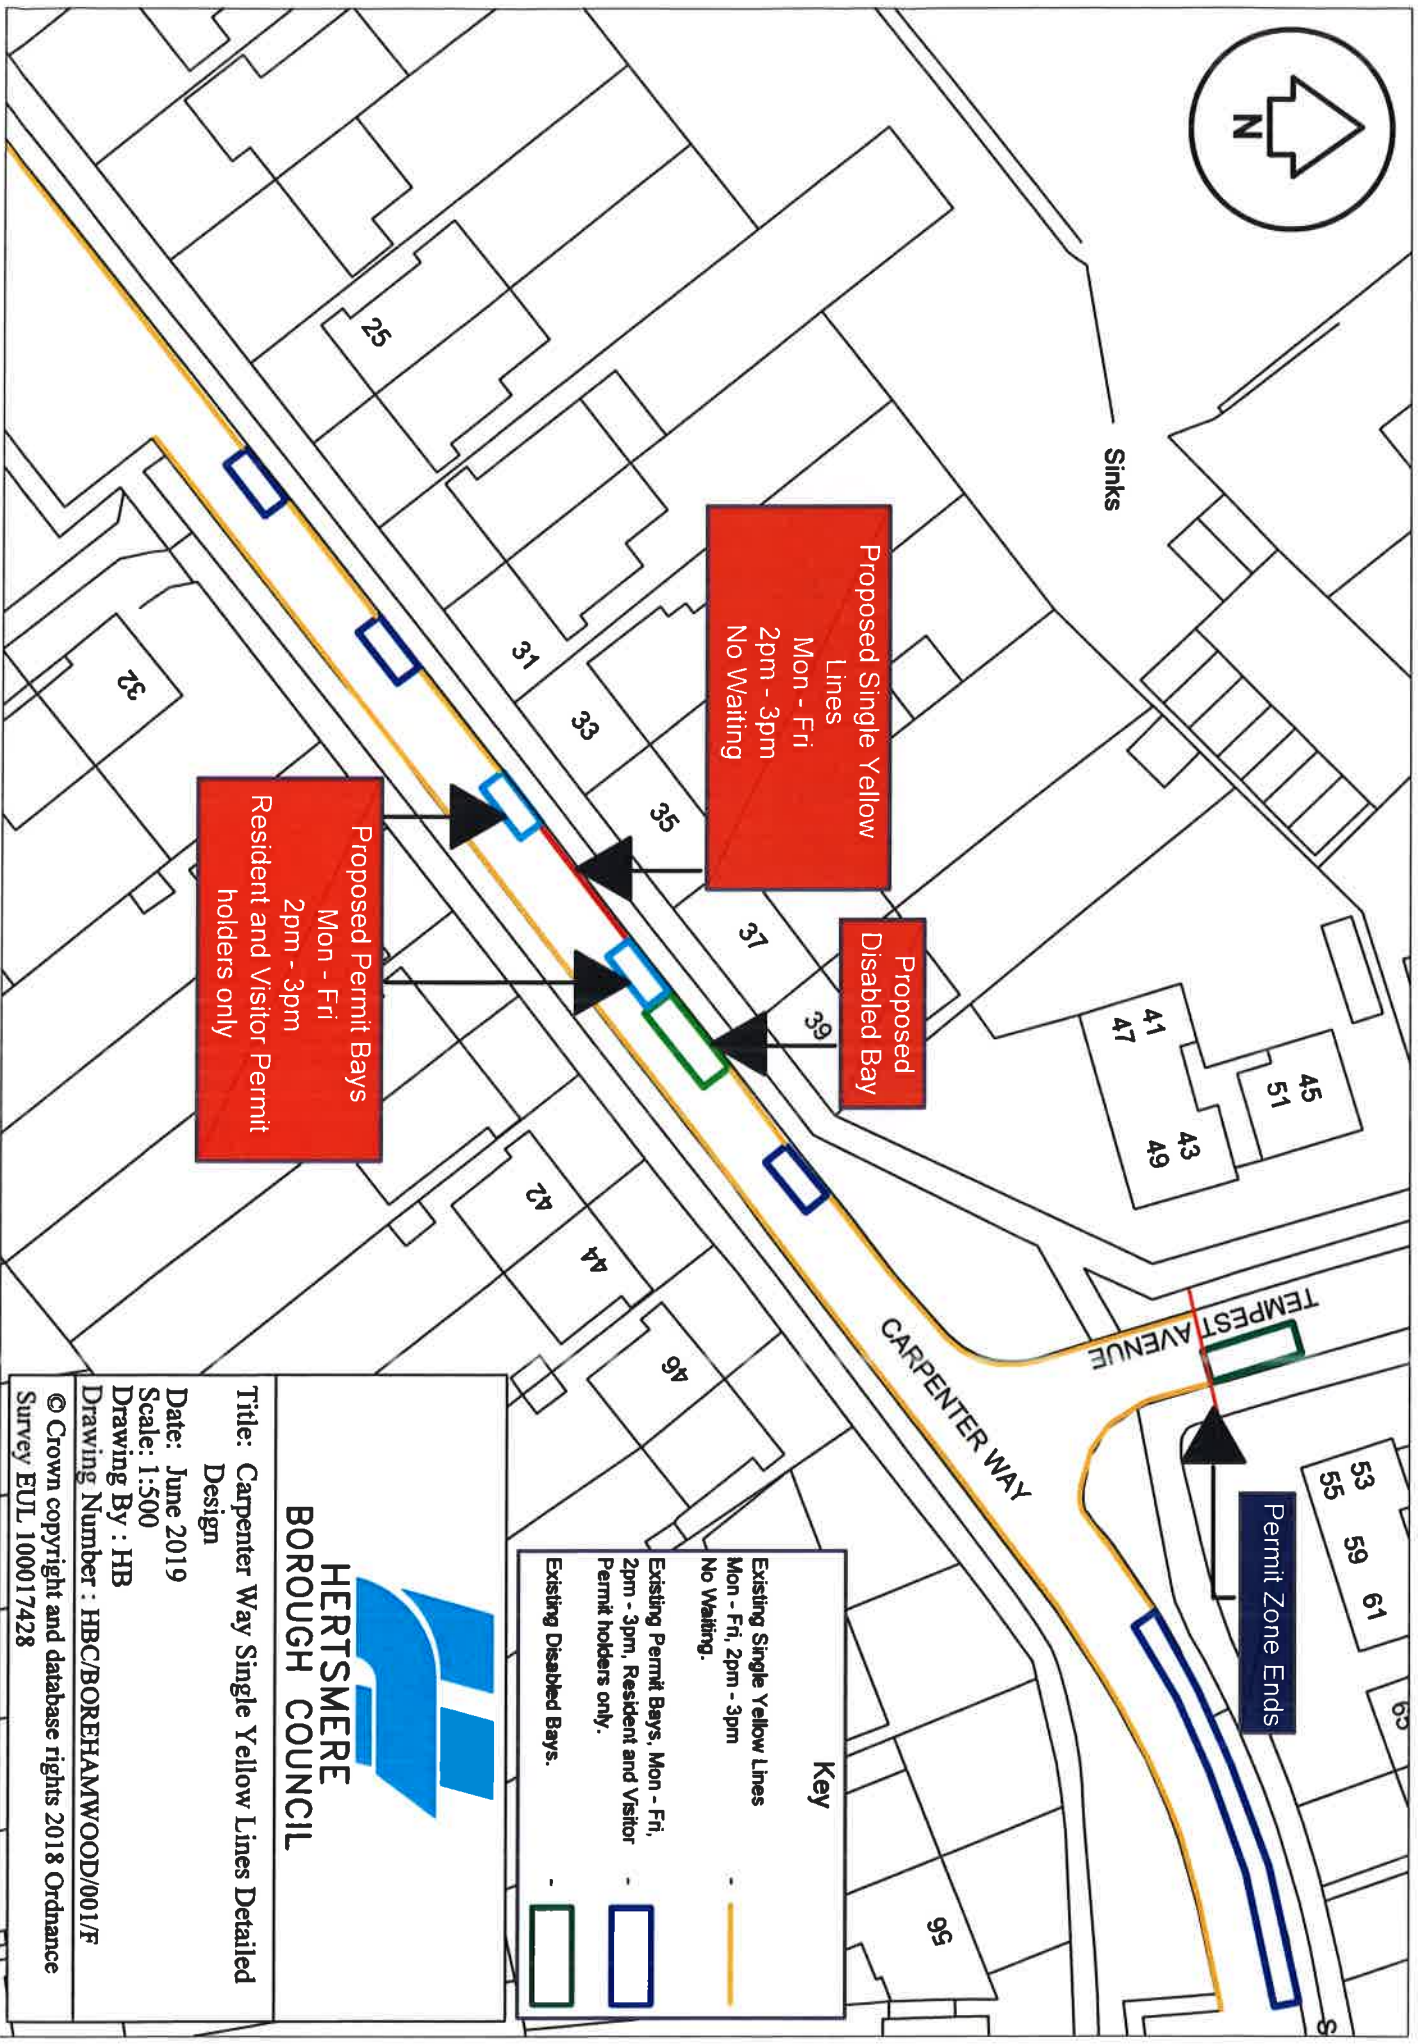 N
Sinks
25
31
33
35
37
39
32
42
44
46
56
41
47
45
51
43
49
53
55
59
61
65
S
TEMPEST AVENUE
CARPENTER WAY
Proposed Single Yellow
Lines
Mon - Fri
2pm - 3pm
No Waiting
Proposed
Disabled Bay
Proposed Permit Bays
Mon - Fri
2pm - 3pm
Resident and Visitor Permit
holders only
Permit Zone Ends
Key
Existing Single Yellow Lines
Mon - Fri, 2pm - 3pm
No Waiting.
-
Existing Permit Bays, Mon - Fri,
2pm - 3pm, Resident and Visitor
Permit holders only.
-
Existing Disabled Bays.
-
HERTSMERE
BOROUGH COUNCIL
Title: Carpenter Way Single Yellow Lines Detailed
Design
Date: June 2019
Scale: 1:500
Drawing By : HB
Drawing Number : HBC/BOREHAMWOOD/001/F
© Crown copyright and database rights 2018 Ordnance
Survey EUL 100017428